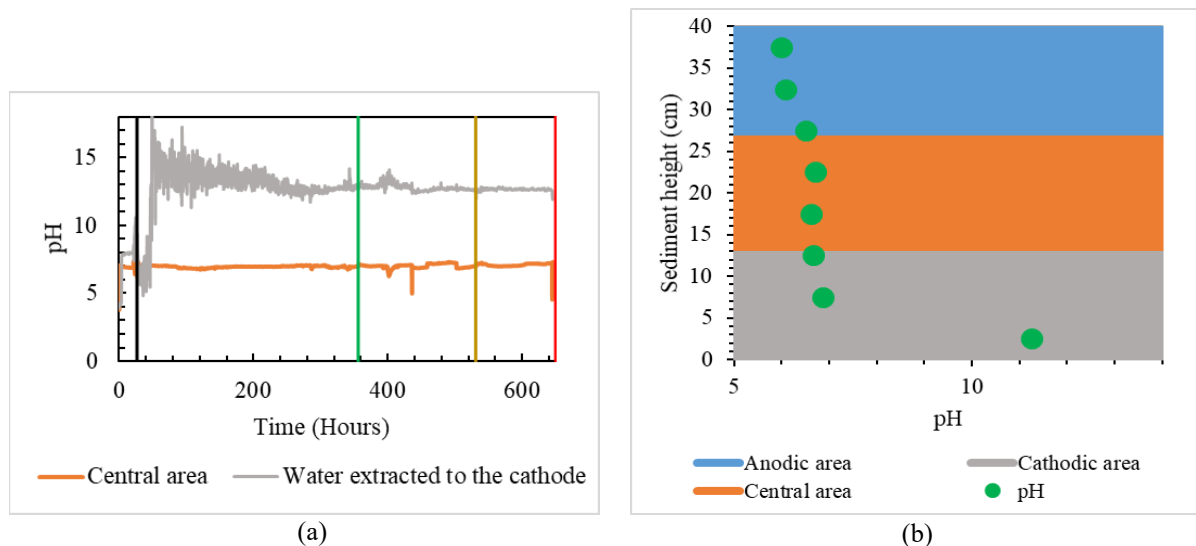 15
10
5
0
pH
0
200
400
600
Time (Hours)
Central area
Water extracted to the cathode
(a)
40
35
30
25
20
15
10
5
0
Sediment height (cm)
5
10
pH
Anodic area
Cathodic area
Central area
pH
(b)